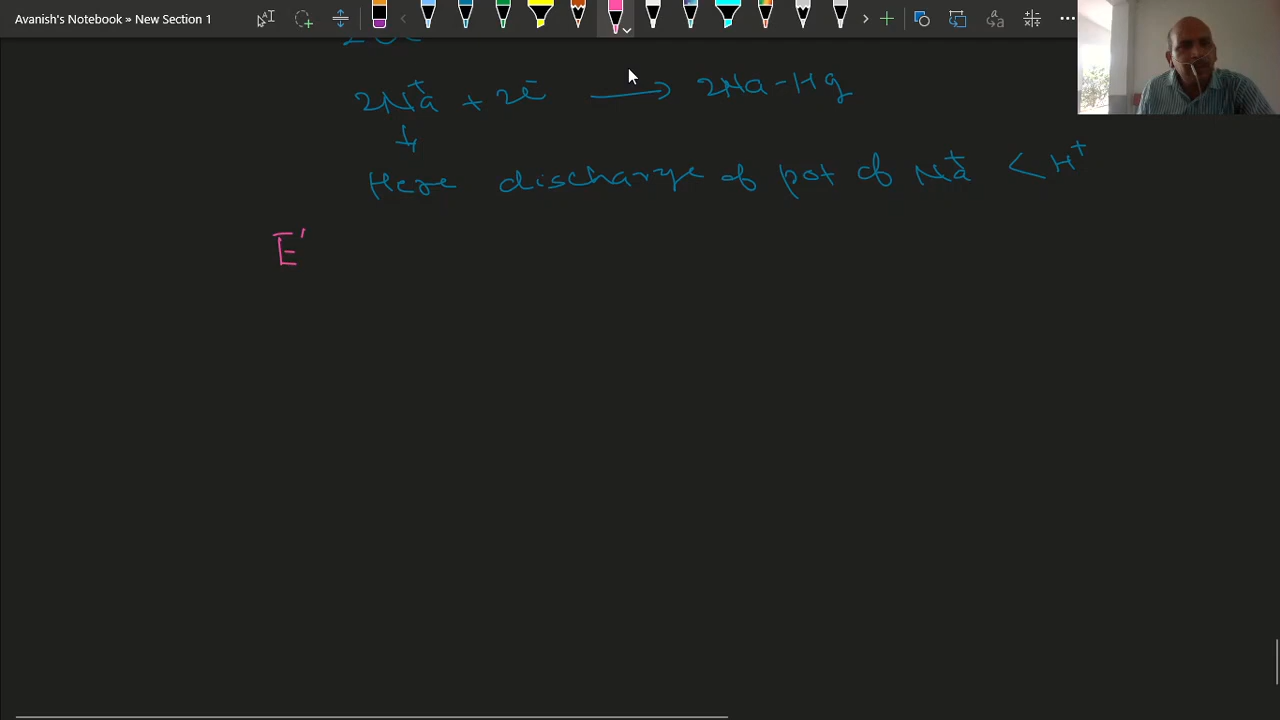 Avanish's Notebook » New Section 1
2Na⁺ + 2e⁻ ⟶ 2Na-Hg
↓
Here discharge of pot of Na⁺ < H⁺
E'